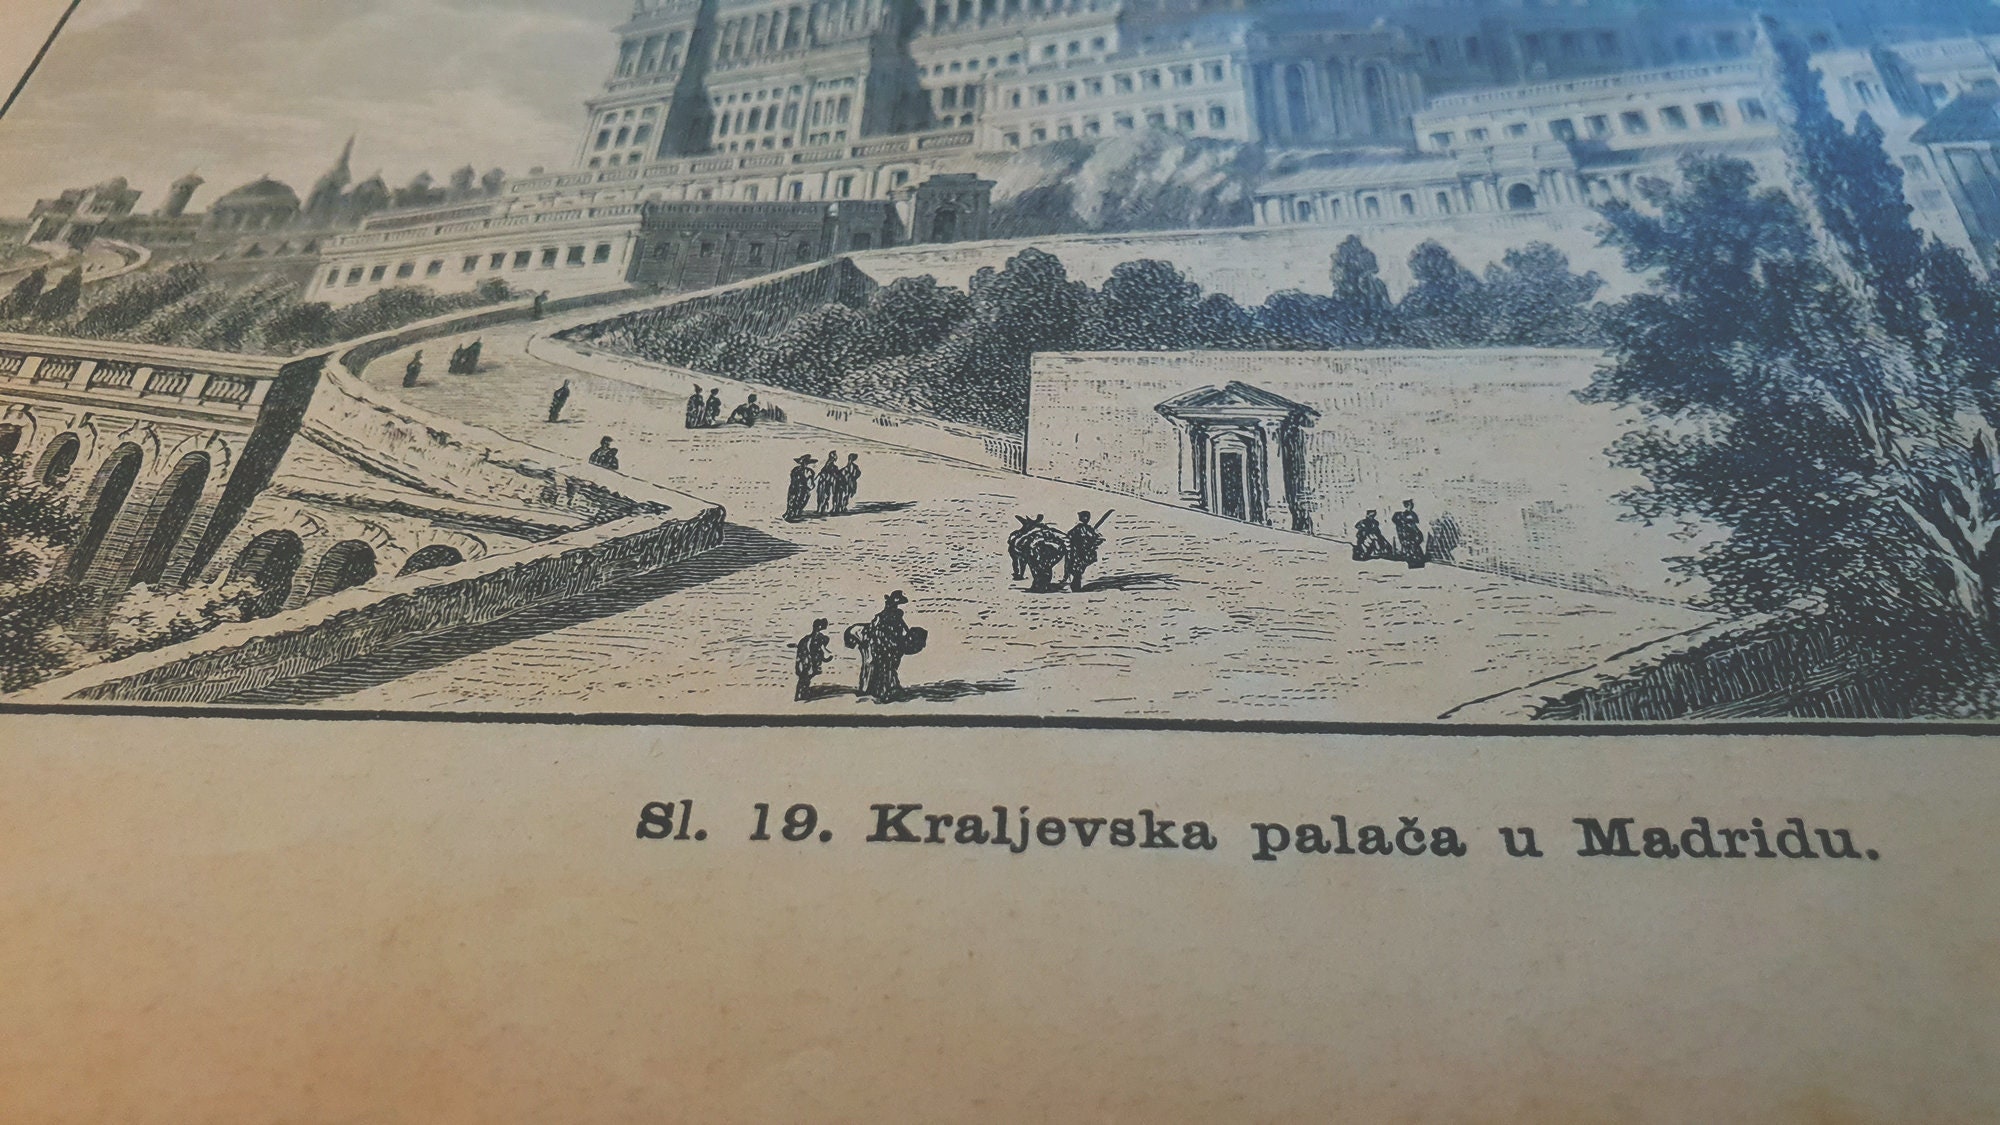 Sl. 19. Kraljevska palača u Madridu.